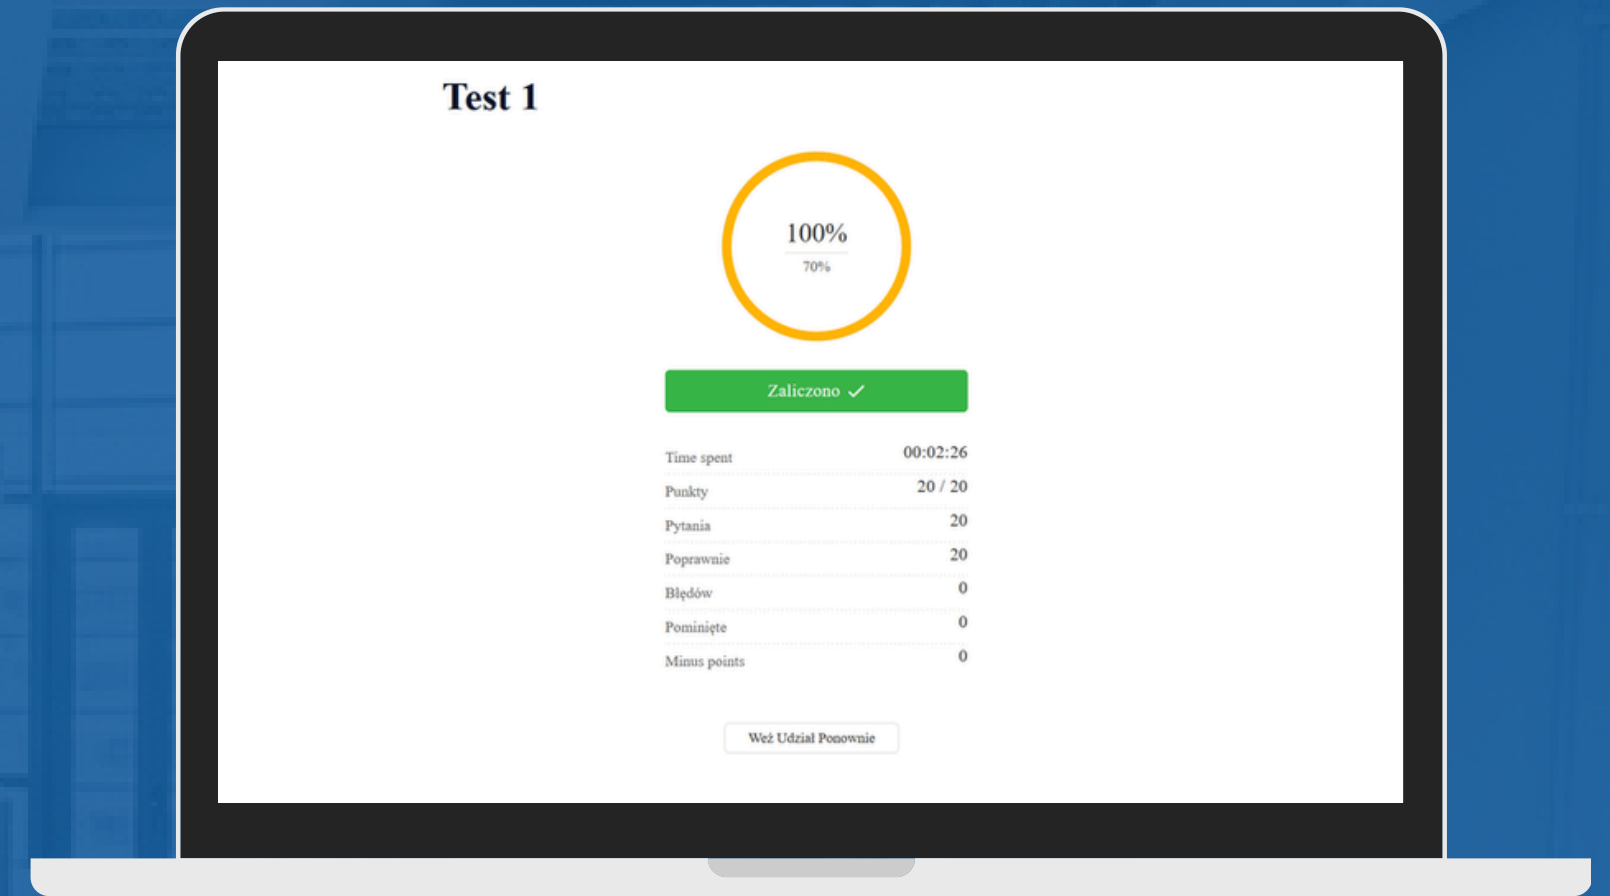 Test 1
100%
70%
Zaliczono
Time spent 00:02:26
Punkty 20 / 20
Pytania 20
Poprawnie 20
Błędów 0
Pominięte 0
Minus points 0
Weź Udział Ponownie